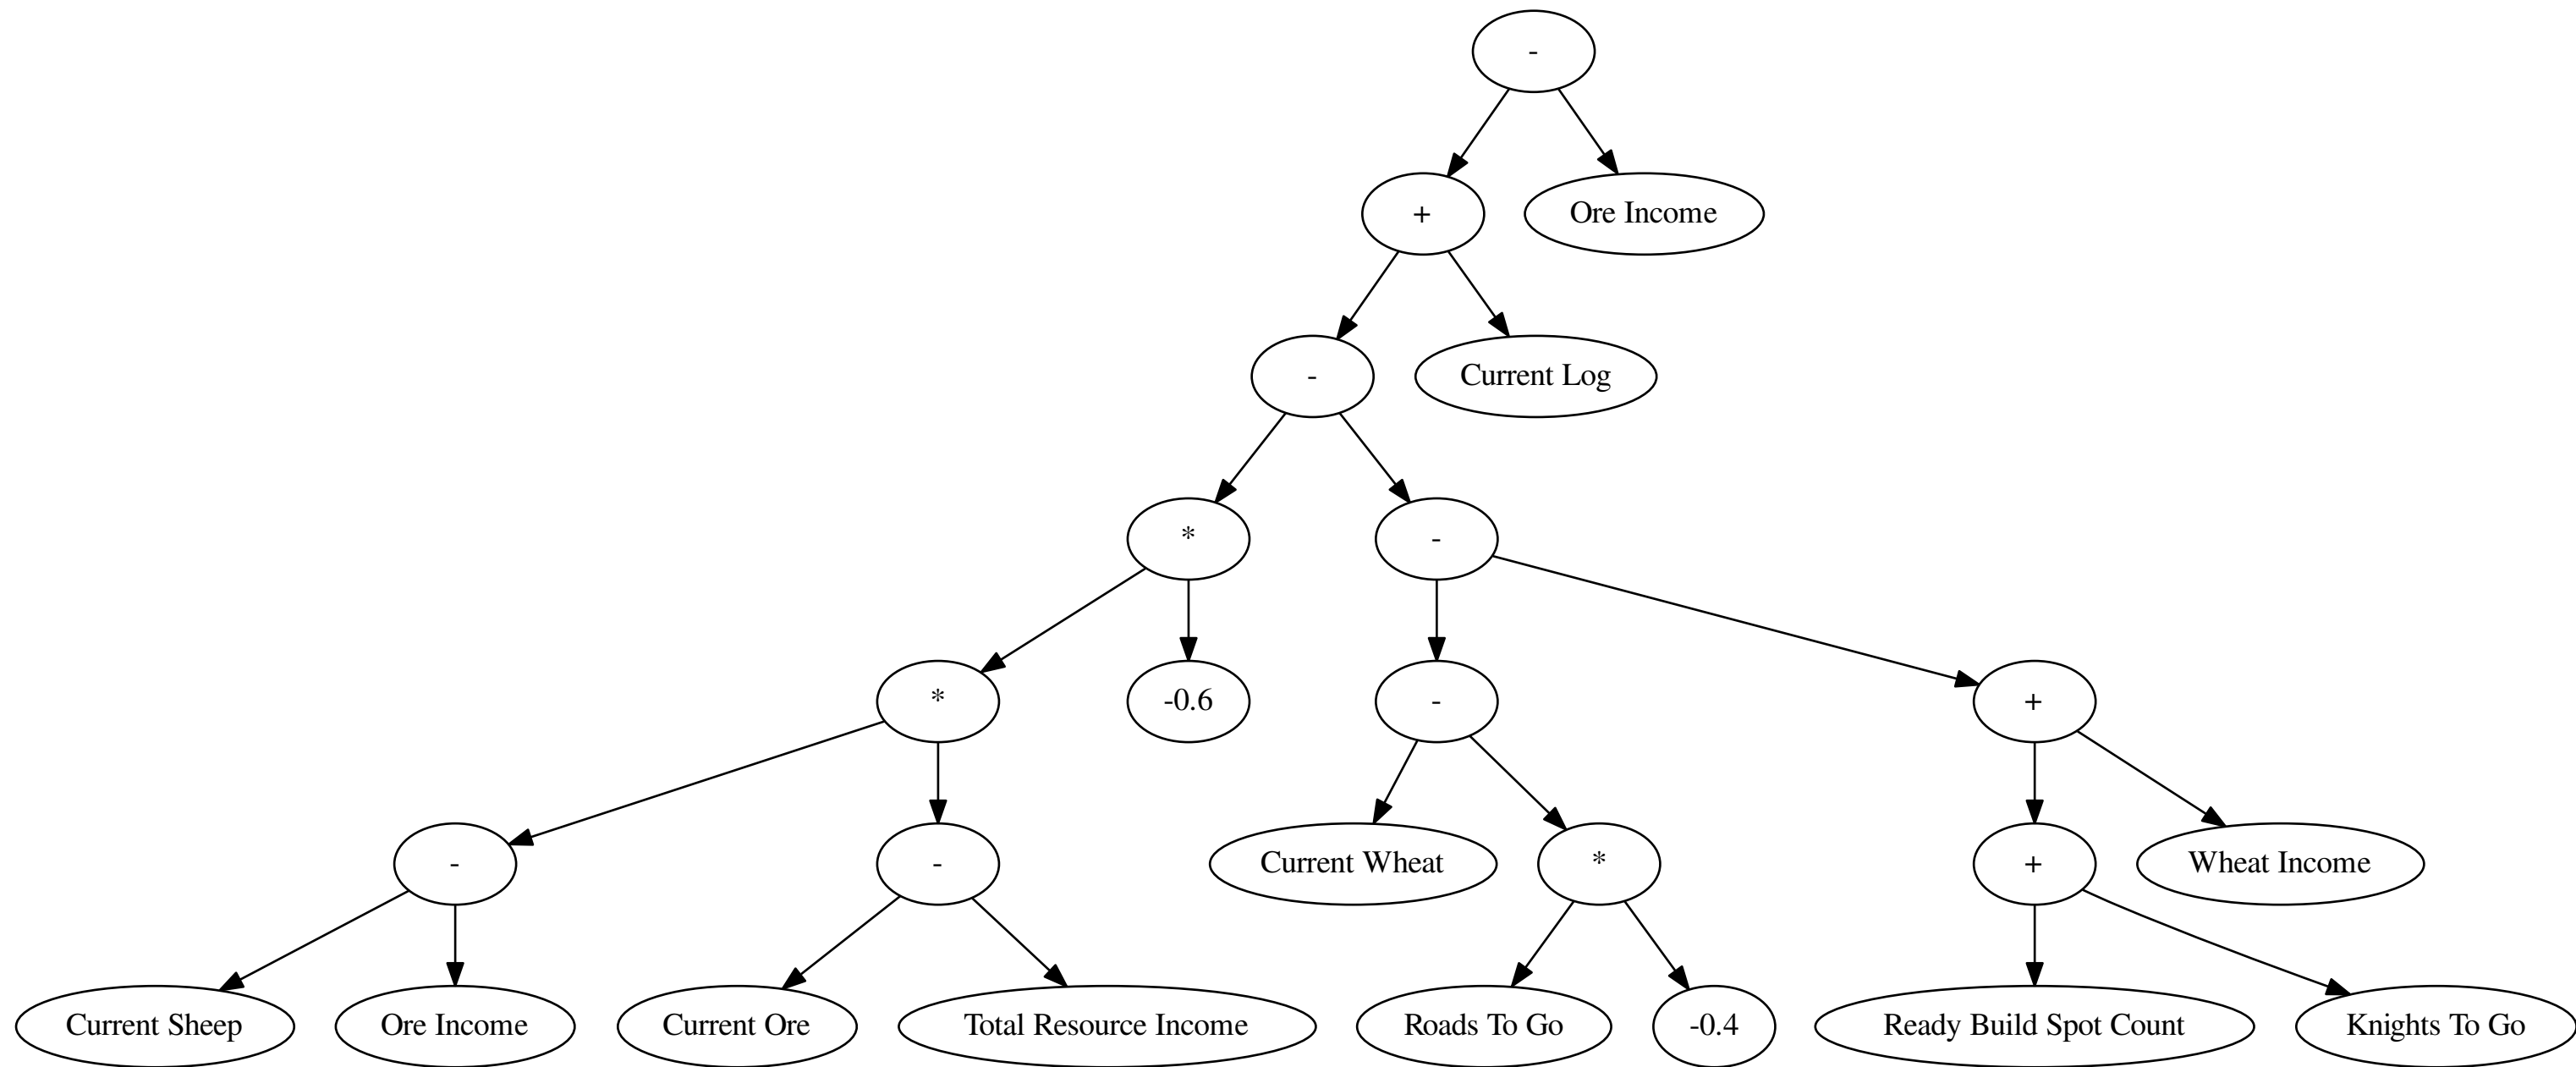 -
+ Ore Income
- Current Log
* -
* -0.6 - +
- - Current Wheat * + Wheat Income
Current Sheep Ore Income Current Ore Total Resource Income Roads To Go -0.4 Ready Build Spot Count Knights To Go